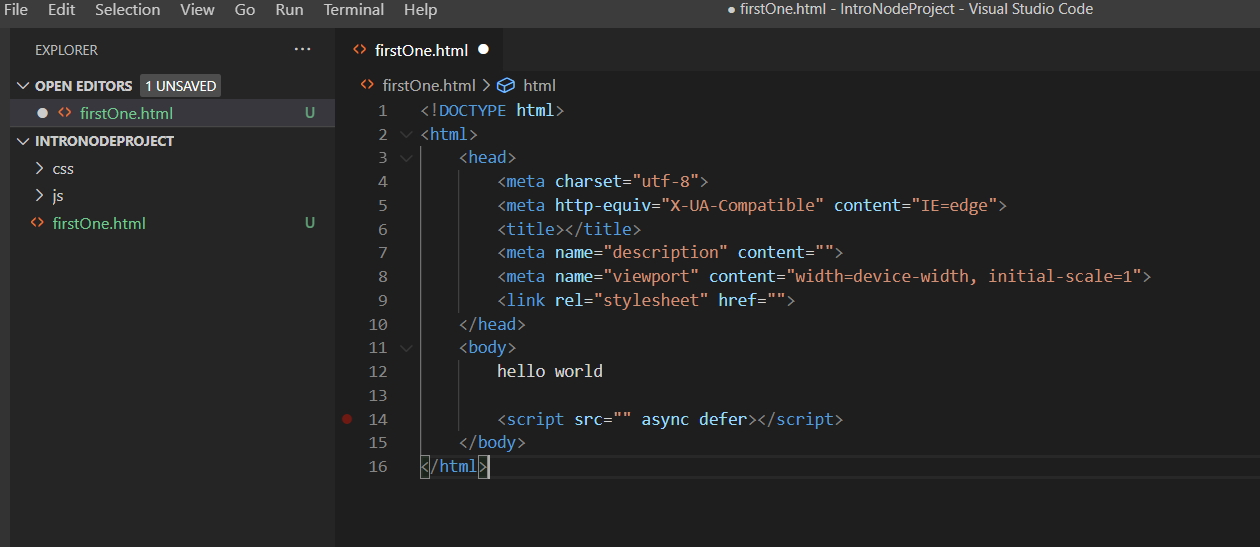 File Edit Selection View Go Run Terminal Help ● firstOne.html - IntroNodeProject - Visual Studio Code
EXPLORER ···
OPEN EDITORS 1 UNSAVED
firstOne.html U
INTRONODEPROJECT
css
js
firstOne.html U
firstOne.html
firstOne.html > html
1 <!DOCTYPE html>
2 <html>
3 <head>
4 <meta charset="utf-8">
5 <meta http-equiv="X-UA-Compatible" content="IE=edge">
6 <title></title>
7 <meta name="description" content="">
8 <meta name="viewport" content="width=device-width, initial-scale=1">
9 <link rel="stylesheet" href="">
10 </head>
11 <body>
12 hello world
13
14 <script src="" async defer></script>
15 </body>
16 </html>